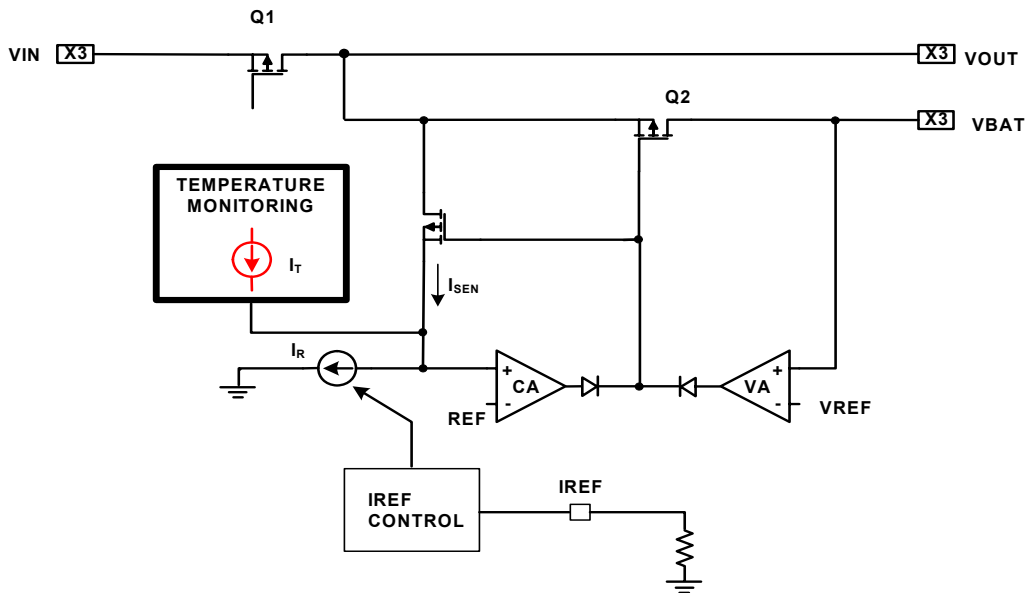 Q1
VIN X3
X3 VOUT
Q2
X3 VBAT
TEMPERATURE
MONITORING
IT
ISEN
IR
+
CA
-
REF
+
VA
-
VREF
IREF
CONTROL
IREF